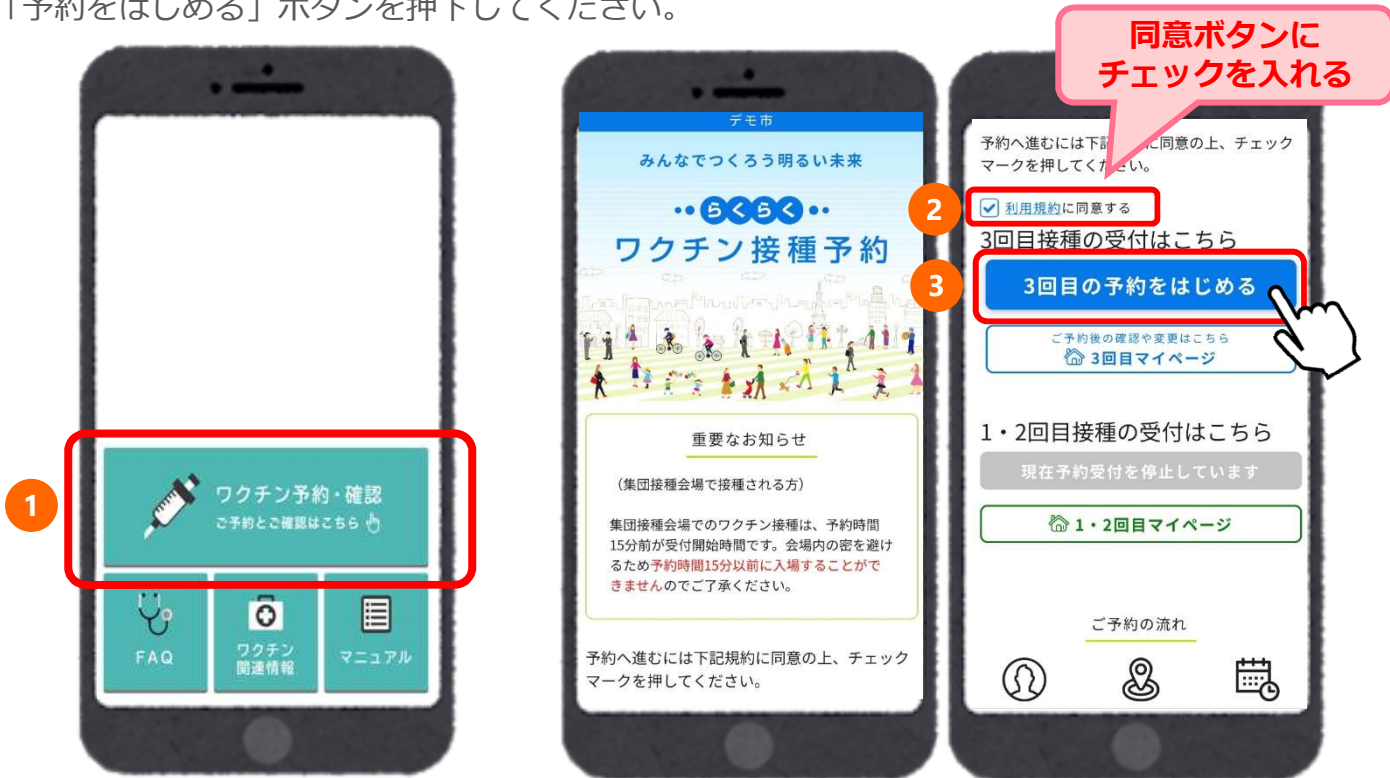 「予約をはじめる」ボタンを押下してください。
同意ボタンに
チェックを入れる
1
ワクチン予約・確認
ご予約とご確認はこちら
FAQ
ワクチン
関連情報
マニュアル
デモ市
みんなでつくろう明るい未来
らくらく
ワクチン接種予約
重要なお知らせ
（集団接種会場で接種される方）
集団接種会場でのワクチン接種は、予約時間
15分前が受付開始時間です。会場内の密を避け
るため予約時間15分以前に入場することがで
きませんのでご了承ください。
予約へ進むには下記規約に同意の上、チェック
マークを押してください。
予約へ進むには下 に同意の上、チェック
マークを押してください。
2
利用規約に同意する
3回目接種の受付はこちら
3
3回目の予約をはじめる
ご予約後の確認や変更はこちら
3回目マイページ
1・2回目接種の受付はこちら
現在予約受付を停止しています
1・2回目マイページ
ご予約の流れ